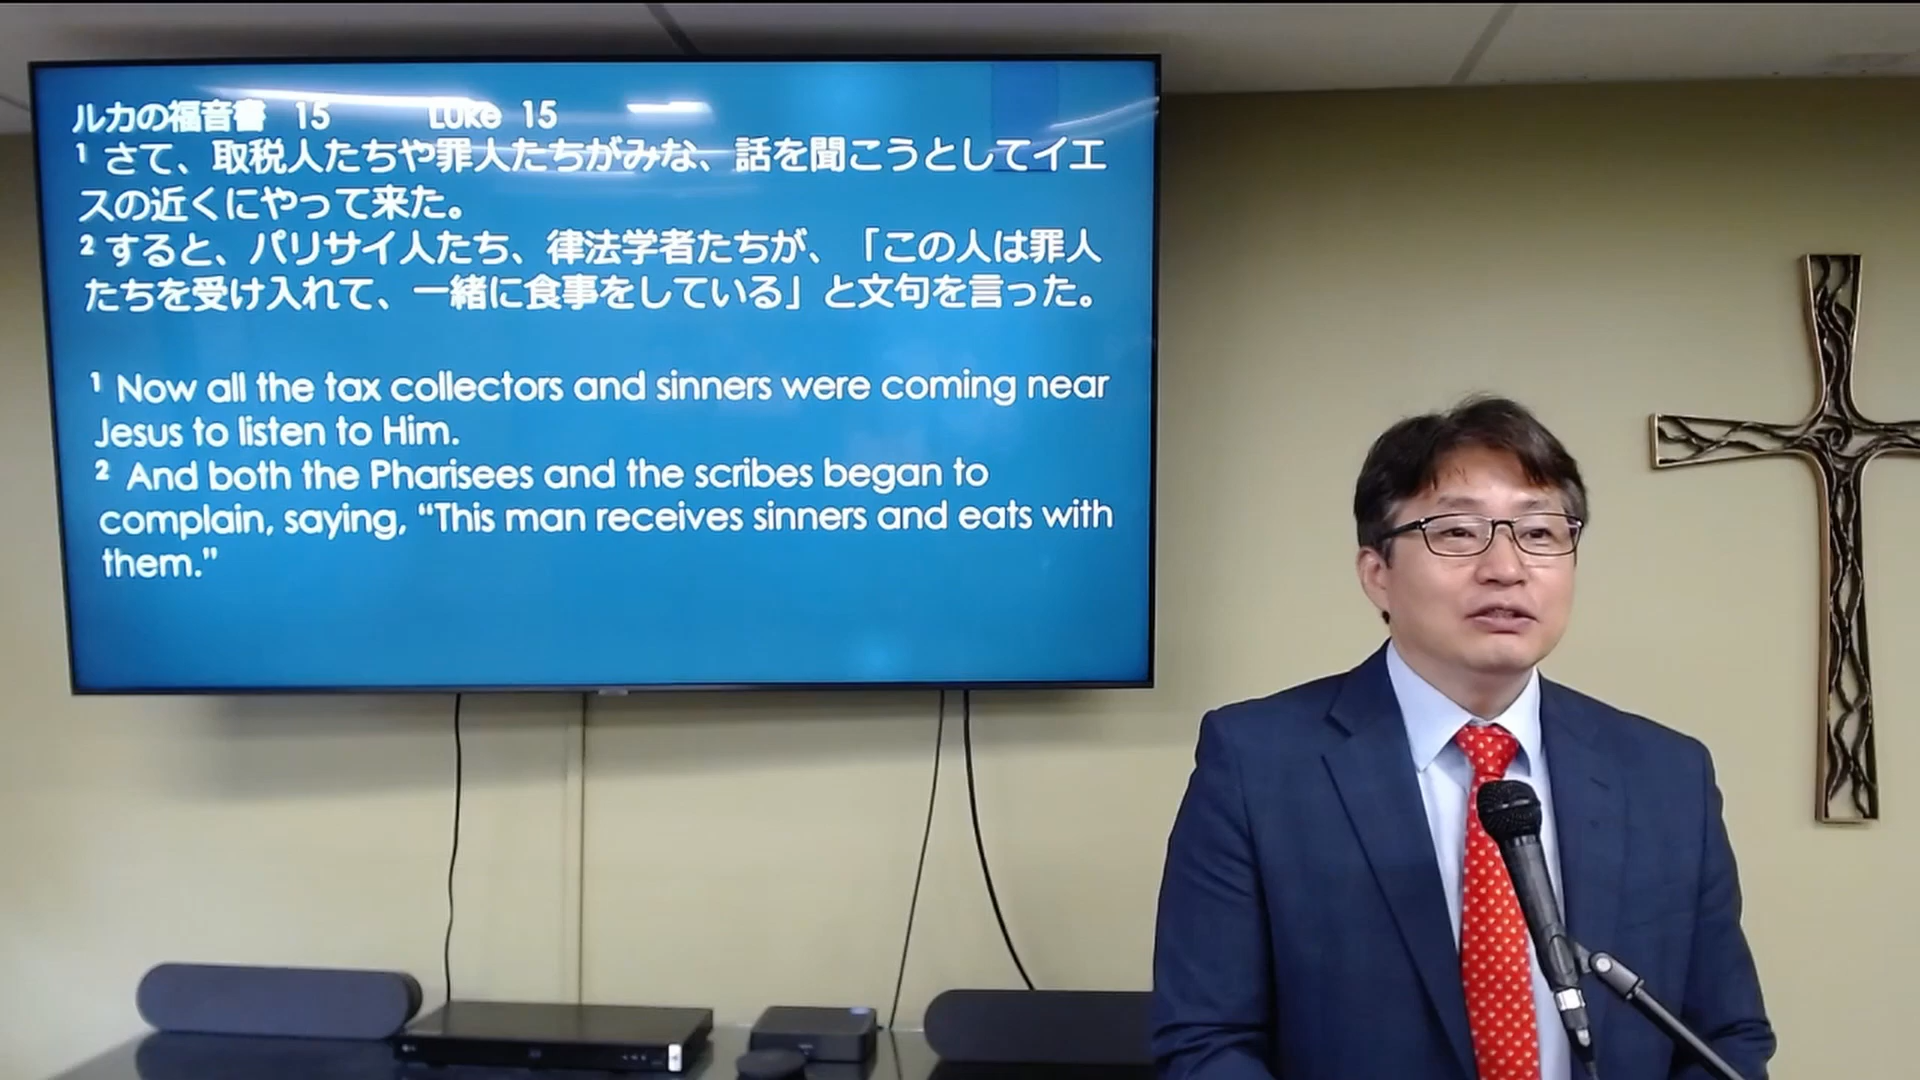 ルカの福音書 15 Luke 15
1 さて、取税人たちや罪人たちがみな、話を聞こうとしてイエ
スの近くにやって来た。
2 すると、パリサイ人たち、律法学者たちが、「この人は罪人
たちを受け入れて、一緒に食事をしている」と文句を言った。
1 Now all the tax collectors and sinners were coming near
Jesus to listen to Him.
2 And both the Pharisees and the scribes began to
complain, saying, “This man receives sinners and eats with
them.”